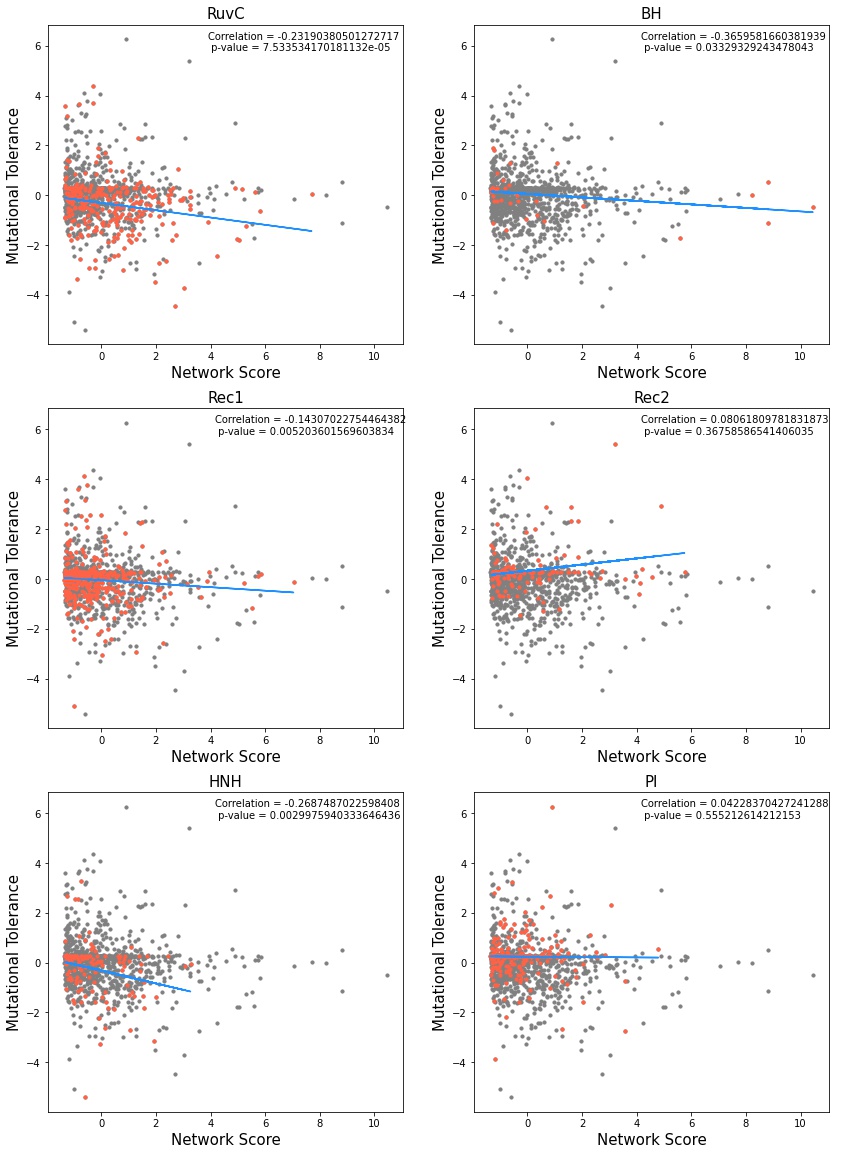 RuvC
Correlation = -0.23190380501272717
p-value = 7.533534170181132e-05
Mutational Tolerance
6
4
2
0
−2
−4
0 2 4 6 8 10
Network Score
BH
Correlation = -0.3659581660381939
p-value = 0.03329329243478043
Mutational Tolerance
6
4
2
0
−2
−4
0 2 4 6 8 10
Network Score
Rec1
Correlation = -0.14307022754464382
p-value = 0.005203601569603834
Mutational Tolerance
6
4
2
0
−2
−4
0 2 4 6 8 10
Network Score
Rec2
Correlation = 0.08061809781831873
p-value = 0.36758586541406035
Mutational Tolerance
6
4
2
0
−2
−4
0 2 4 6 8 10
Network Score
HNH
Correlation = -0.2687487022598408
p-value = 0.0029975940333646436
Mutational Tolerance
6
4
2
0
−2
−4
0 2 4 6 8 10
Network Score
PI
Correlation = 0.04228370427241288
p-value = 0.555212614212153
Mutational Tolerance
6
4
2
0
−2
−4
0 2 4 6 8 10
Network Score